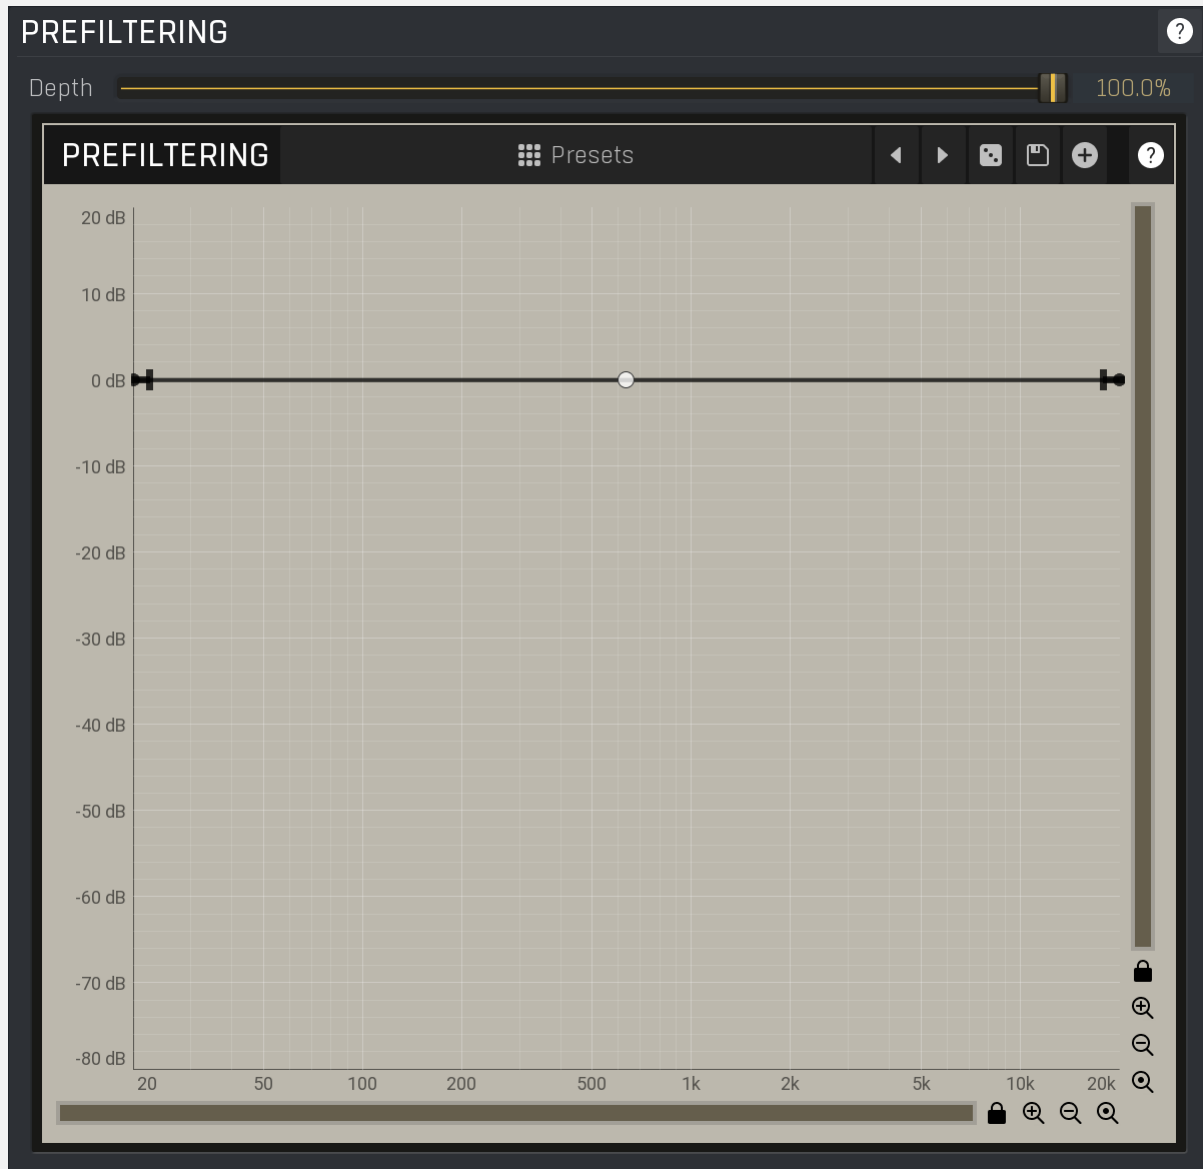 PREFILTERING
?
Depth 100.0%
PREFILTERING Presets ?
20 dB
10 dB
0 dB
-10 dB
-20 dB
-30 dB
-40 dB
-50 dB
-60 dB
-70 dB
-80 dB
20 50 100 200 500 1k 2k 5k 10k 20k